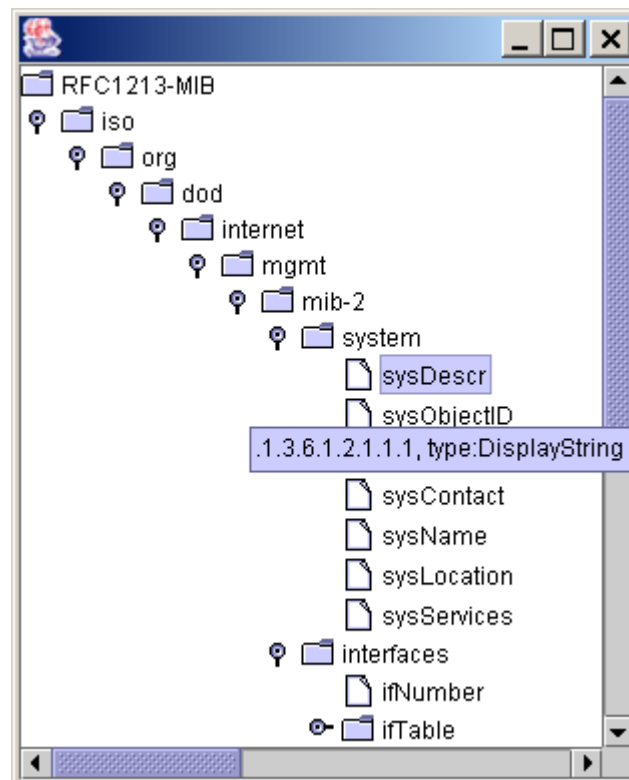 RFC1213-MIB
iso
org
dod
internet
mgmt
mib-2
system
sysDescr
sysObjectID
.1.3.6.1.2.1.1.1, type:DisplayString
sysContact
sysName
sysLocation
sysServices
interfaces
ifNumber
ifTable